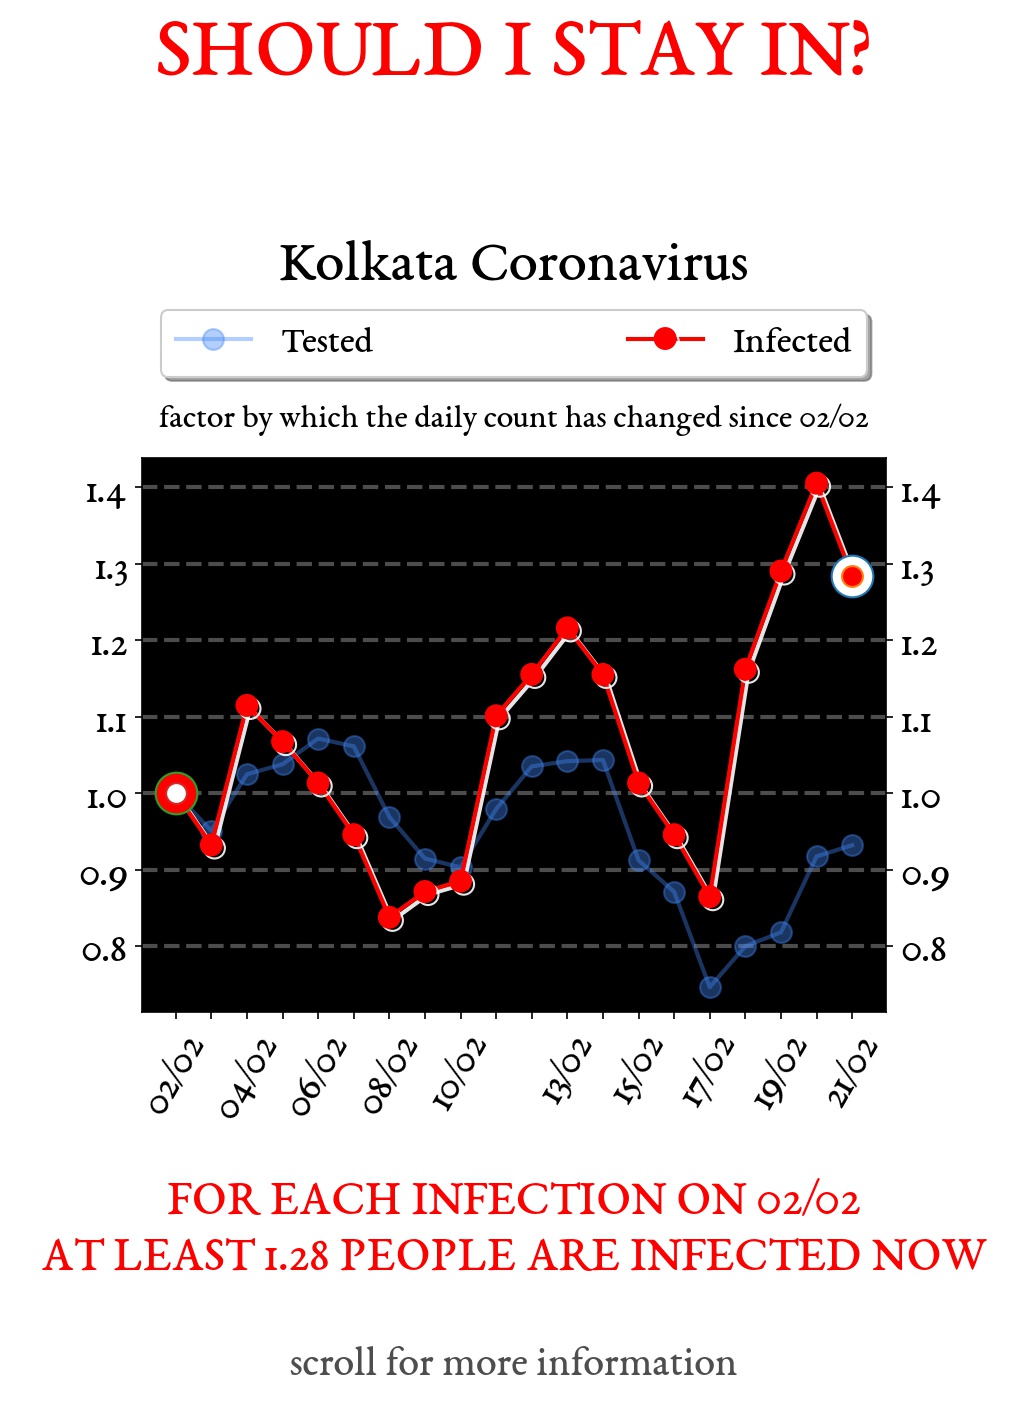 SHOULD I STAY IN?
Kolkata Coronavirus
Tested Infected
factor by which the daily count has changed since 02/02
1.4 1.4
1.3 1.3
1.2 1.2
1.1 1.1
1.0 1.0
0.9 0.9
0.8 0.8
02/02 04/02 06/02 08/02 10/02 13/02 15/02 17/02 19/02 21/02
FOR EACH INFECTION ON 02/02
AT LEAST 1.28 PEOPLE ARE INFECTED NOW
scroll for more information